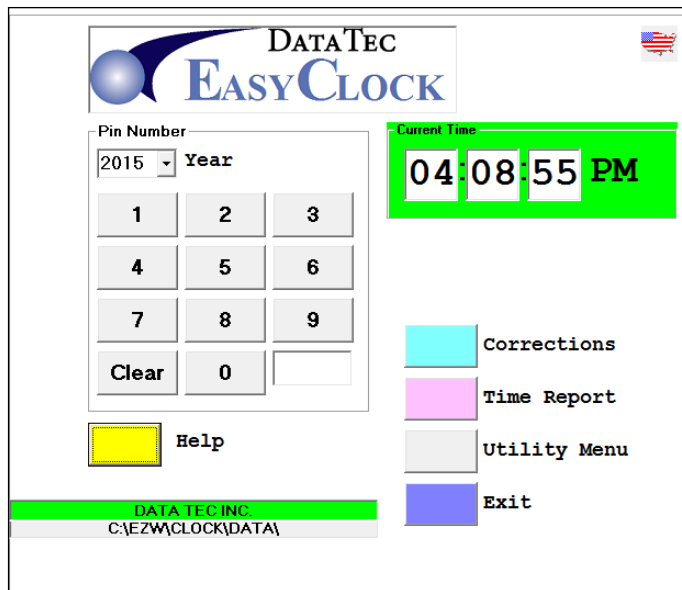 DATATEC
EASYCLOCK
Pin Number
2015 Year
1 2 3
4 5 6
7 8 9
Clear 0
Help
Current Time
04:08:55 PM
Corrections
Time Report
Utility Menu
Exit
DATA TEC INC.
C:\EZW\CLOCK\DATA\